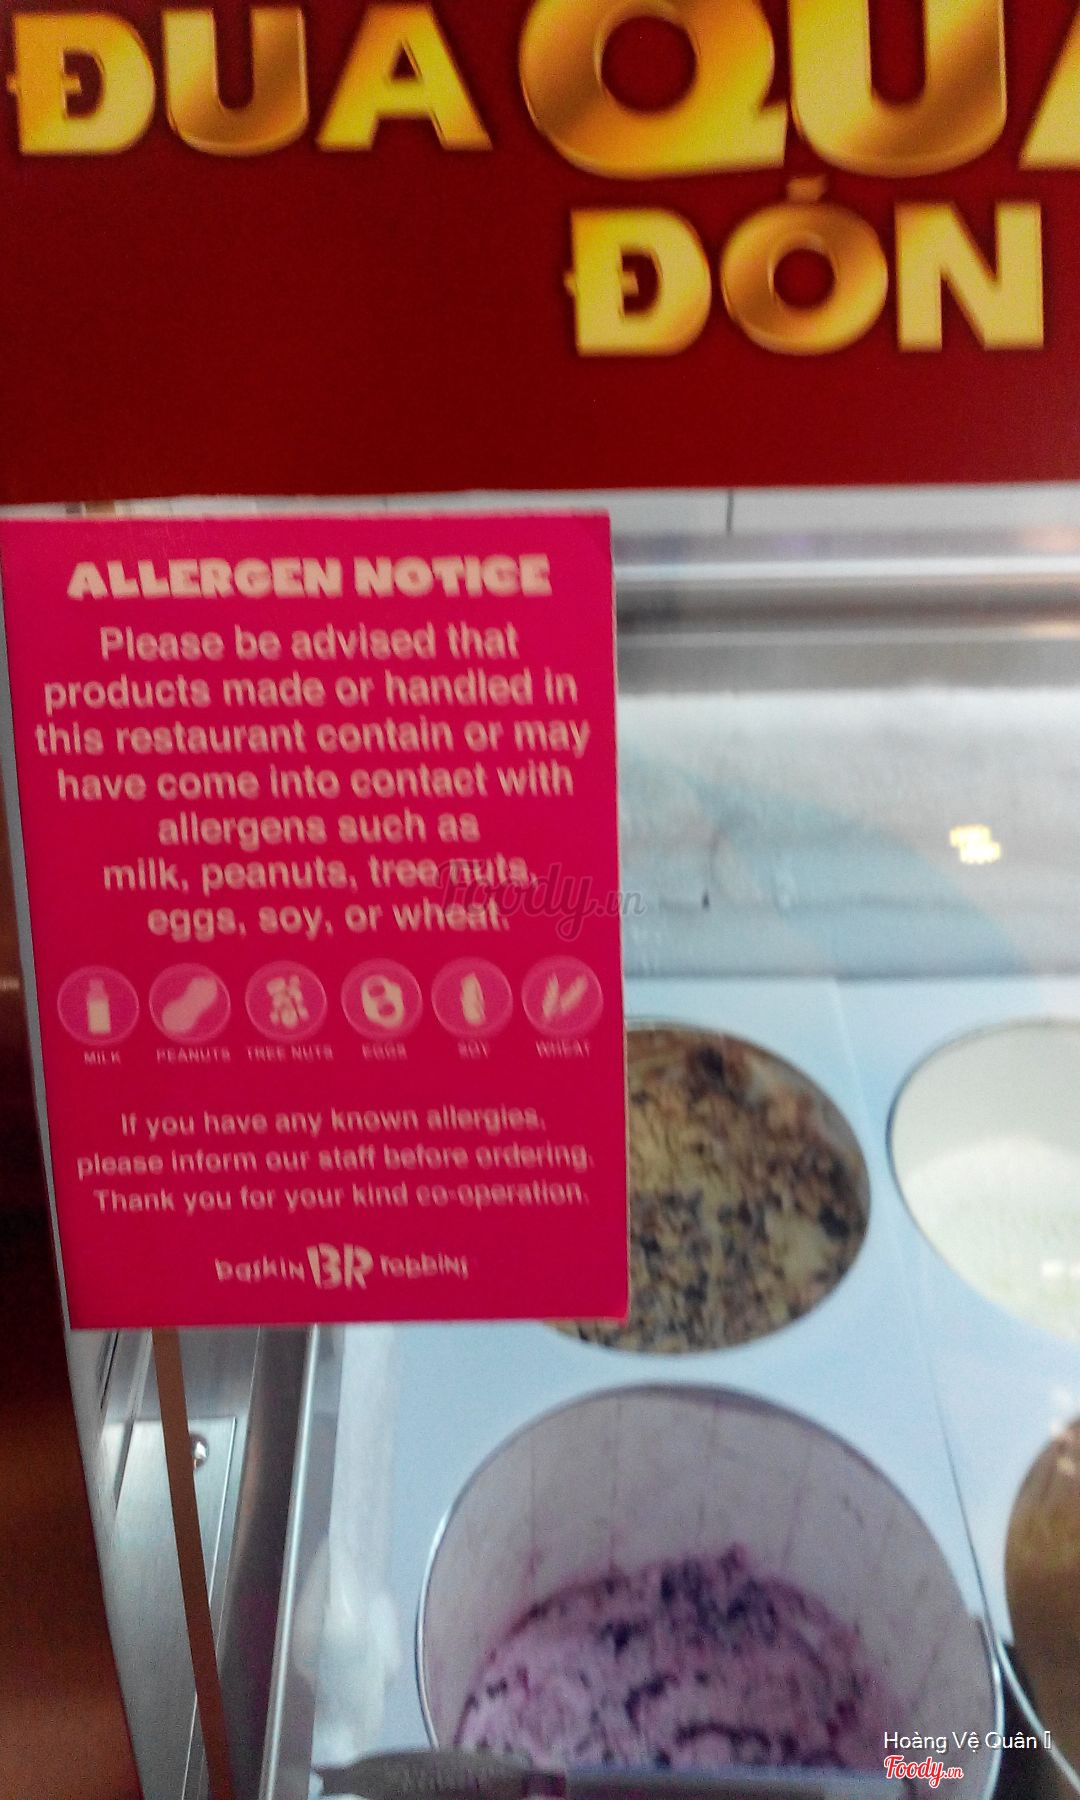 ĐUA QUA
ĐÓN
ALLERGEN NOTICE
Please be advised that
products made or handled in
this restaurant contain or may
have come into contact with
allergens such as
milk, peanuts, tree nuts,
eggs, soy, or wheat.
MILK PEANUTS TREE NUTS EGGS SOY WHEAT
If you have any known allergies,
please inform our staff before ordering.
Thank you for your kind co-operation.
baskin BR robbins
Foody.vn
Hoàng Vệ Quân
Foody.vn